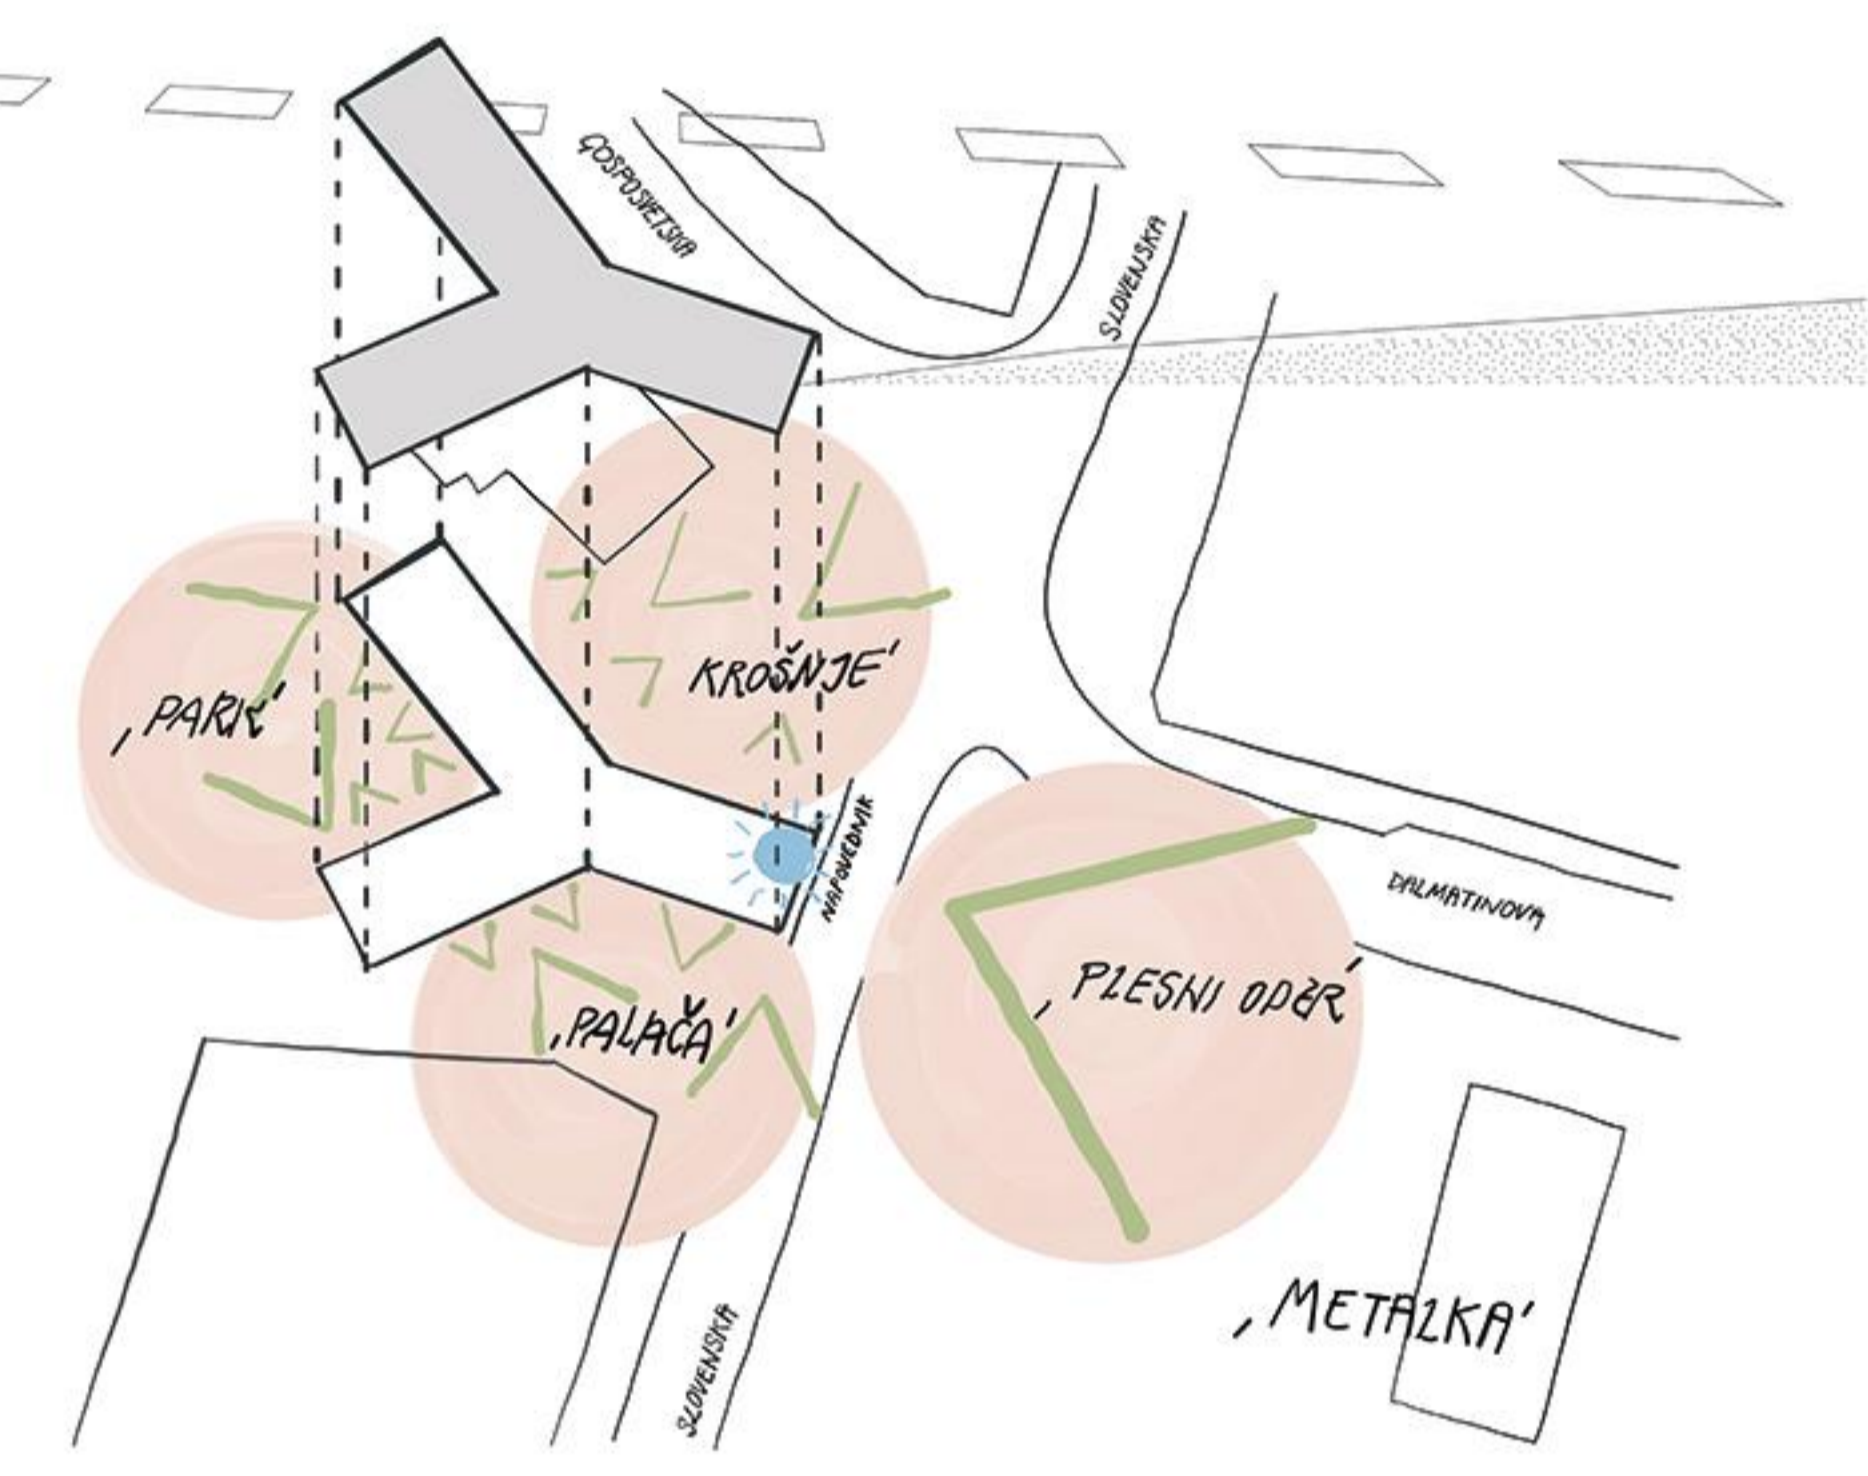 GOSPOSVETSKA
SLOVENSKA
KROŠNJE'
, PARK'
NAPOVEDNIK
DALMATINOVA
, PLESNI ODER'
,PALAČA'
, METALKA'
SLOVENSKA